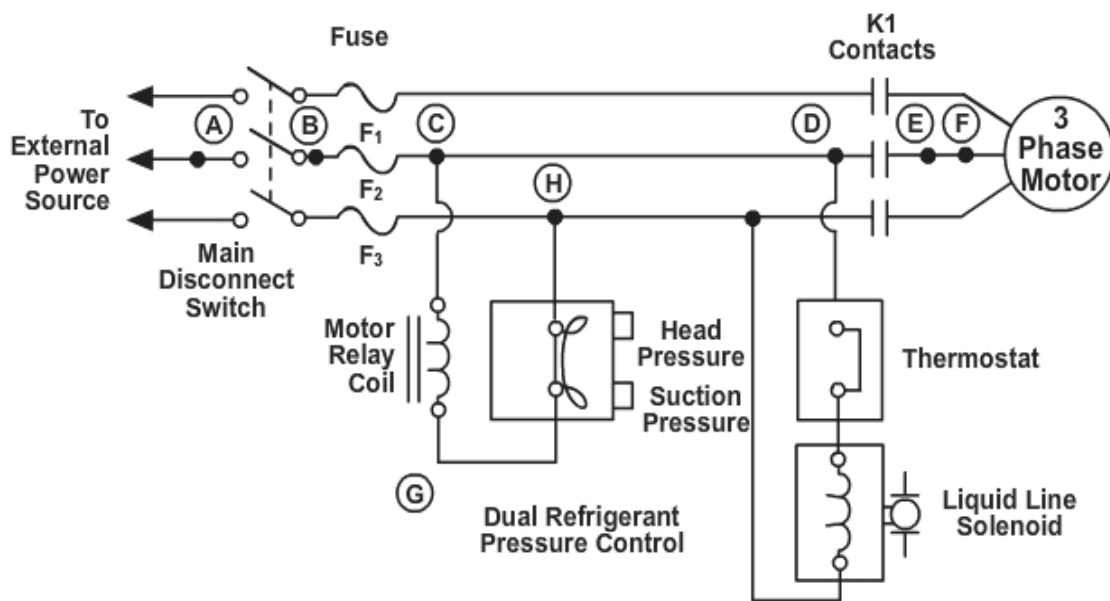 Fuse
K1
Contacts
To
External
Power
Source
A
B
F1
C
D
E
F
3
Phase
Motor
F2
H
F3
Main
Disconnect
Switch
Motor
Relay
Coil
Head
Pressure
Suction
Pressure
Thermostat
G
Dual Refrigerant
Pressure Control
Liquid Line
Solenoid